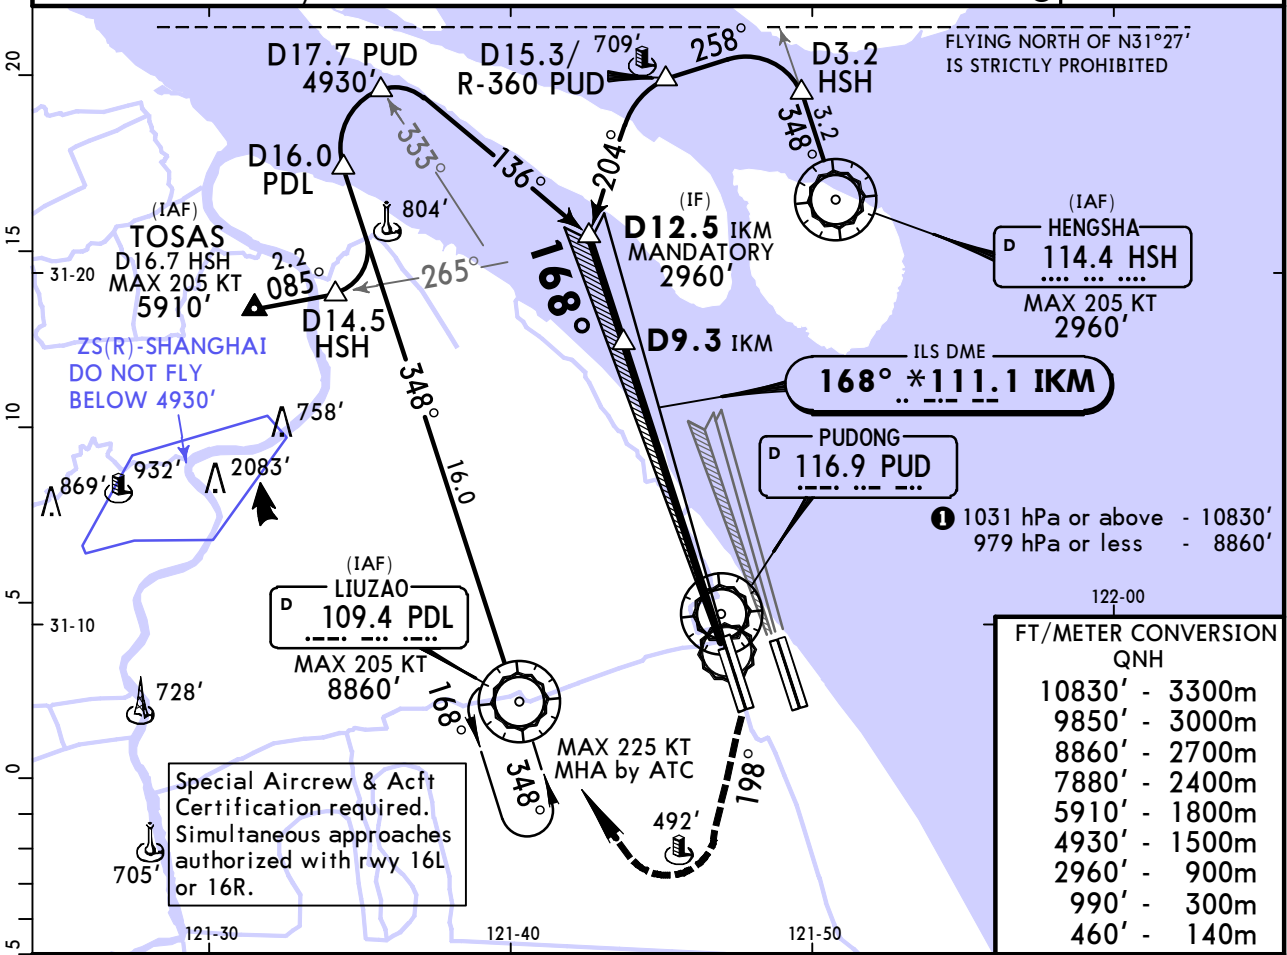 D17.7 PUD
4930'
D15.3/
R-360 PUD
709'
258°
D3.2
HSH
FLYING NORTH OF N31°27'
IS STRICTLY PROHIBITED
20
333°
3.2
348°
D16.0
PDL
136°
204°
(IAF)
TOSAS
D16.7 HSH
MAX 205 KT
5910'
804'
2.2
085°
265°
(IF)
D12.5 IKM
MANDATORY
2960'
(IAF)
HENGSHA
D 114.4 HSH
MAX 205 KT
2960'
15
31-20
168°
D14.5
HSH
D9.3 IKM
ZS(R)-SHANGHAI
DO NOT FLY
BELOW 4930'
ILS DME
168° *111.1 IKM
348°
10
758'
932'
2083'
869'
16.0
PUDONG
D 116.9 PUD
1 1031 hPa or above - 10830'
979 hPa or less - 8860'
(IAF)
LIUZAO
D 109.4 PDL
MAX 205 KT
8860'
5
31-10
122-00
FT/METER CONVERSION
QNH
10830' - 3300m
9850' - 3000m
8860' - 2700m
7880' - 2400m
5910' - 1800m
4930' - 1500m
2960' - 900m
990' - 300m
460' - 140m
728'
168°
348°
MAX 225 KT
MHA by ATC
198°
492'
0
Special Aircrew & Acft
Certification required.
Simultaneous approaches
authorized with rwy 16L
or 16R.
705'
5
121-30
121-40
121-50